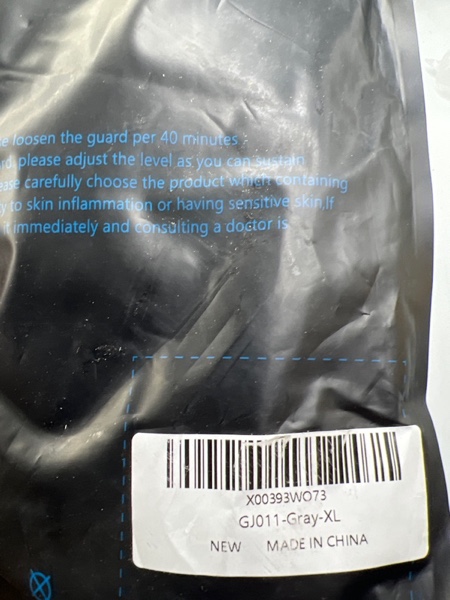 loosen the guard per 40 minutes
please adjust the level as you can sustain
carefully choose the product which containing
to skin inflammation or having sensitive skin,If
it immediately and consulting a doctor is
X00393WO73
GJ011-Gray-XL
NEW MADE IN CHINA